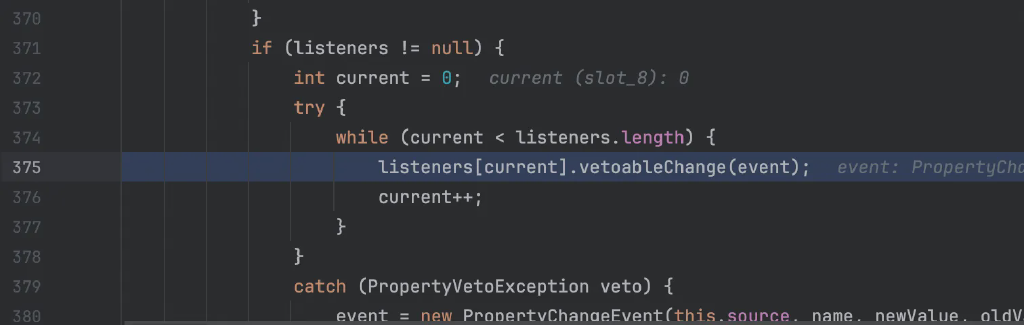 370 }
371 if (listeners != null) {
372 int current = 0; current (slot_8): 0
373 try {
374 while (current < listeners.length) {
375 listeners[current].vetoableChange(event); event: PropertyCha
376 current++;
377 }
378 }
379 catch (PropertyVetoException veto) {
380 event = new PropertyChangeEvent(this.source, name, newValue, oldV